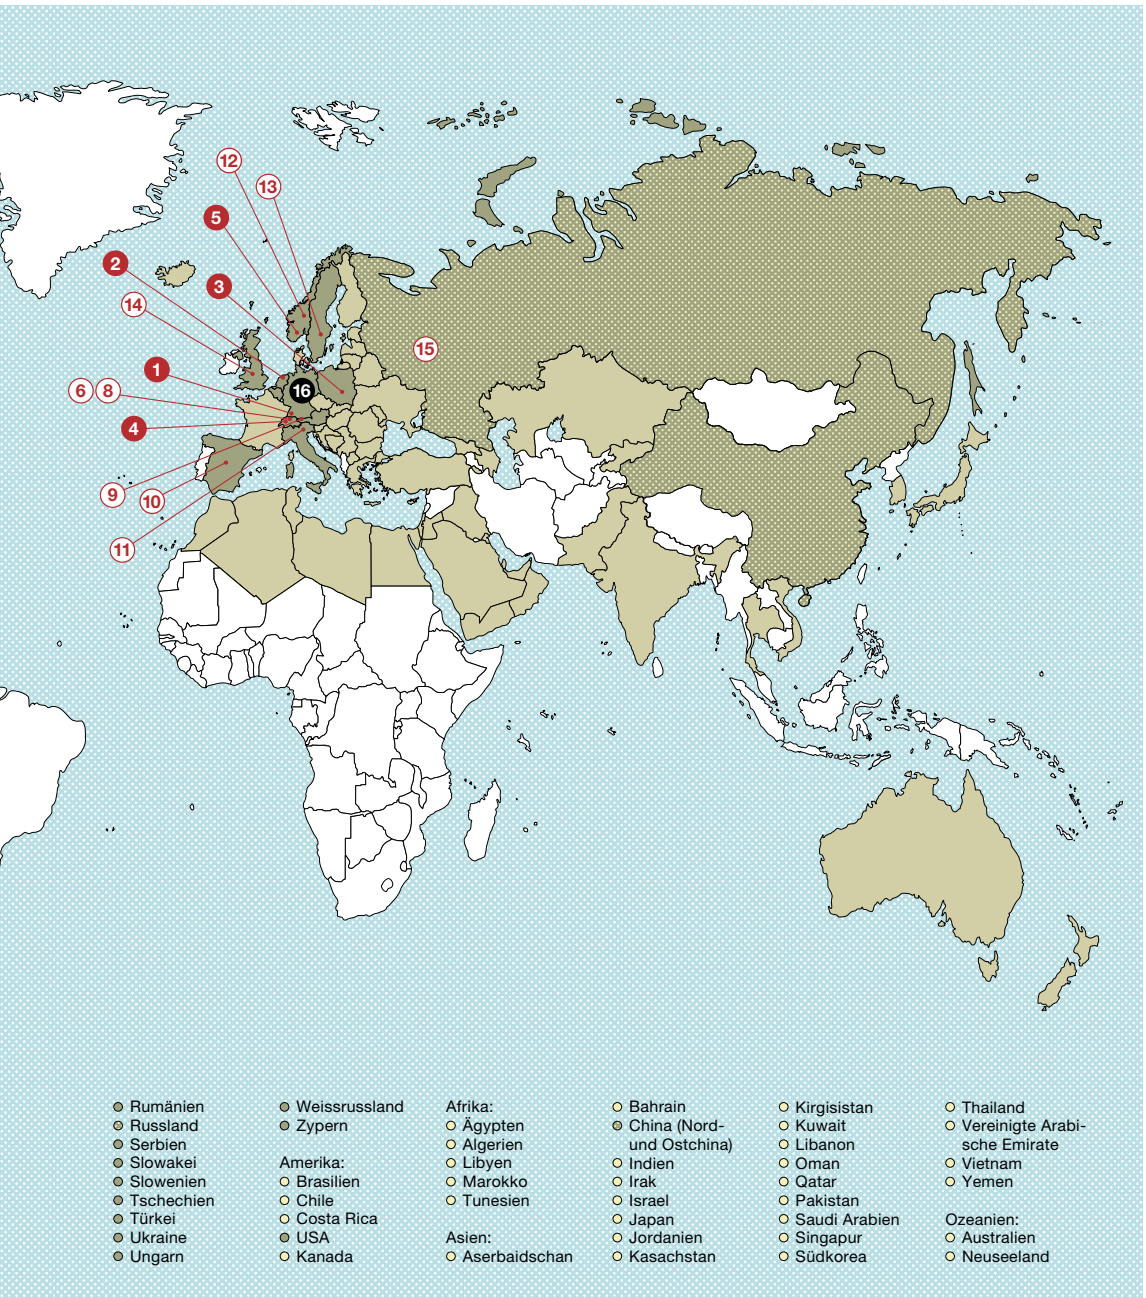 12
13
5
2
3
14
15
1
6
8
16
4
9
10
11
Rumänien
Russland
Serbien
Slowakei
Slowenien
Tschechien
Türkei
Ukraine
Ungarn
Weissrussland
Zypern
Amerika:
Brasilien
Chile
Costa Rica
USA
Kanada
Afrika:
Ägypten
Algerien
Libyen
Marokko
Tunesien
Asien:
Aserbaidschan
Bahrain
China (Nord-
und Ostchina)
Indien
Irak
Israel
Japan
Jordanien
Kasachstan
Kirgisistan
Kuwait
Libanon
Oman
Qatar
Pakistan
Saudi Arabien
Singapur
Südkorea
Thailand
Vereinigte Arabi-
sche Emirate
Vietnam
Yemen
Ozeanien:
Australien
Neuseeland